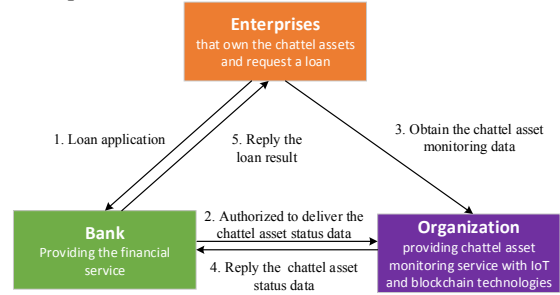 Enterprises
that own the chattel assets
and request a loan
1. Loan application
5. Reply the
loan result
3. Obtain the chattel asset
monitoring data
Bank
Providing the financial
service
2. Authorized to deliver the
chattel asset status data
4. Reply the chattel asset
status data
Organization
providing chattel asset
monitoring service with IoT
and blockchain technologies